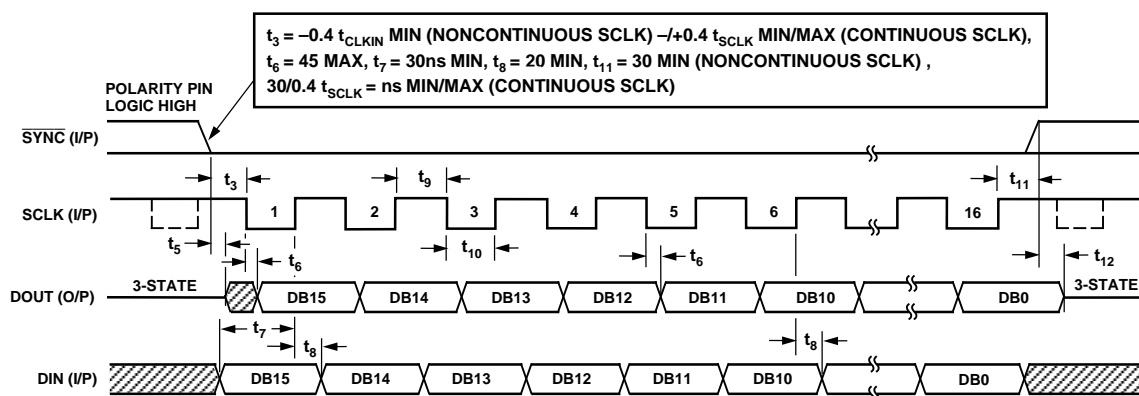 t3 = –0.4 tCLKIN MIN (NONCONTINUOUS SCLK) –/+0.4 tSCLK MIN/MAX (CONTINUOUS SCLK),
t6 = 45 MAX, t7 = 30ns MIN, t8 = 20 MIN, t11 = 30 MIN (NONCONTINUOUS SCLK) ,
30/0.4 tSCLK = ns MIN/MAX (CONTINUOUS SCLK)
POLARITY PIN
LOGIC HIGH
SYNC (I/P)
t3 t9 t11
SCLK (I/P) 1 2 3 4 5 6 16
t5 t6 t10 t6 t12
DOUT (O/P) 3-STATE DB15 DB14 DB13 DB12 DB11 DB10 DB0 3-STATE
t7 t8 t8
DIN (I/P) DB15 DB14 DB13 DB12 DB11 DB10 DB0